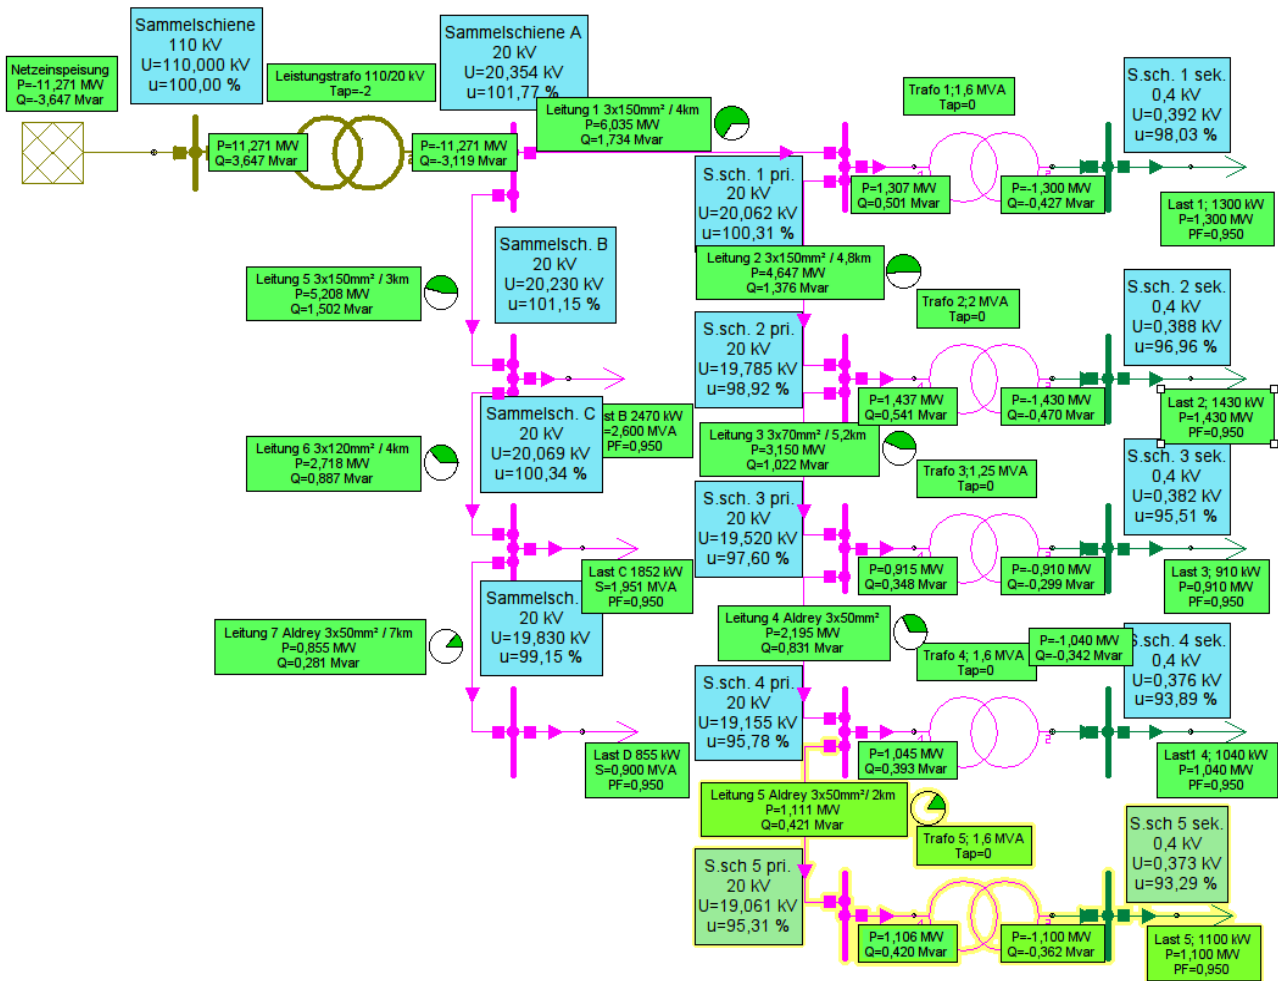 Sammelschiene
110 kV
U=110,000 kV
u=100,00 %
Sammelschiene A
20 kV
U=20,354 kV
u=101,77 %
Netzeinspeisung
P=-11,271 MW
Q=-3,647 Mvar
Leistungstrafo 110/20 kV
Tap=-2
P=11,271 MW
Q=3,647 Mvar
P=-11,271 MW
Q=-3,119 Mvar
2
Leitung 1 3x150mm² / 4km
P=6,035 MW
Q=1,734 Mvar
Trafo 1;1,6 MVA
Tap=0
S.sch. 1 sek.
0,4 kV
U=0,392 kV
u=98,03 %
S.sch. 1 pri.
20 kV
U=20,062 kV
u=100,31 %
P=1,307 MW
Q=0,501 Mvar
P=-1,300 MW
Q=-0,427 Mvar
Last 1; 1300 kW
P=1,300 MW
PF=0,950
Sammelsch. B
20 kV
U=20,230 kV
u=101,15 %
Leitung 5 3x150mm² / 3km
P=5,208 MW
Q=1,502 Mvar
Leitung 2 3x150mm² / 4,8km
P=4,647 MW
Q=1,376 Mvar
Trafo 2;2 MVA
Tap=0
S.sch. 2 sek.
0,4 kV
U=0,388 kV
u=96,96 %
S.sch. 2 pri.
20 kV
U=19,785 kV
u=98,92 %
P=1,437 MW
Q=0,541 Mvar
P=-1,430 MW
Q=-0,470 Mvar
Last 2; 1430 kW
P=1,430 MW
PF=0,950
Sammelsch. C
20 kV
U=20,069 kV
u=100,34 %
st B 2470 kW
=2,600 MVA
PF=0,950
Leitung 6 3x120mm² / 4km
P=2,718 MW
Q=0,887 Mvar
Leitung 3 3x70mm² / 5,2km
P=3,150 MW
Q=1,022 Mvar
Trafo 3;1,25 MVA
Tap=0
S.sch. 3 sek.
0,4 kV
U=0,382 kV
u=95,51 %
S.sch. 3 pri.
20 kV
U=19,520 kV
u=97,60 %
P=0,915 MW
Q=0,348 Mvar
P=-0,910 MW
Q=-0,299 Mvar
Last 3; 910 kW
P=0,910 MW
PF=0,950
Last C 1852 kW
S=1,951 MVA
PF=0,950
Sammelsch.
20 kV
U=19,830 kV
u=99,15 %
Leitung 7 Aldrey 3x50mm² / 7km
P=0,855 MW
Q=0,281 Mvar
Leitung 4 Aldrey 3x50mm²
P=2,195 MW
Q=0,831 Mvar
Trafo 4; 1,6 MVA
Tap=0
P=-1,040 MW
Q=-0,342 Mvar
S.sch. 4 sek.
0,4 kV
U=0,376 kV
u=93,89 %
S.sch. 4 pri.
20 kV
U=19,155 kV
u=95,78 %
2
P=1,045 MW
Q=0,393 Mvar
Last1 4; 1040 kW
P=1,040 MW
PF=0,950
Last D 855 kW
S=0,900 MVA
PF=0,950
Leitung 5 Aldrey 3x50mm²/ 2km
P=1,111 MW
Q=0,421 Mvar
Trafo 5; 1,6 MVA
Tap=0
S.sch 5 sek.
0,4 kV
U=0,373 kV
u=93,29 %
S.sch 5 pri.
20 kV
U=19,061 kV
u=95,31 %
P=1,106 MW
Q=0,420 Mvar
P=-1,100 MW
Q=-0,362 Mvar
Last 5; 1100 kW
P=1,100 MW
PF=0,950